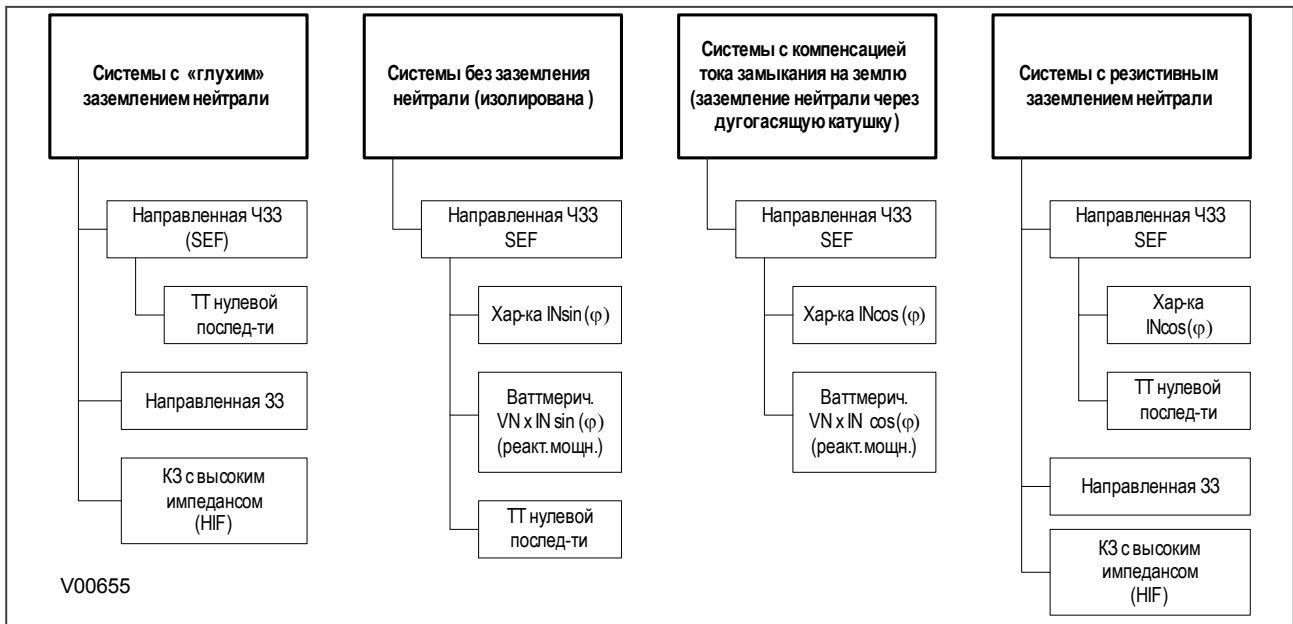 Системы с «глухим»
заземлением нейтрали
Направленная ЧЗЗ
(SEF)
ТТ нулевой
послед-ти
Направленная ЗЗ
КЗ с высоким
импедансом
(HIF)
Системы без заземления
нейтрали (изолирована )
Направленная ЧЗЗ
SEF
Хар-ка INsin (φ)
Ваттмерич.
VN x IN sin (φ)
(реакт.мощн.)
ТТ нулевой
послед-ти
Системы с компенсацией
тока замыкания на землю
(заземление нейтрали через
дугогасящую катушку )
Направленная ЧЗЗ
SEF
Хар-ка INcos (φ)
Ваттмерич.
VN x IN cos(φ)
(реакт.мощн.)
Системы с резистивным
заземлением нейтрали
Направленная ЧЗЗ
SEF
Хар-ка
INcos(φ)
ТТ нулевой
послед-ти
Направленная ЗЗ
КЗ с высоким
импедансом
(HIF)
V00655